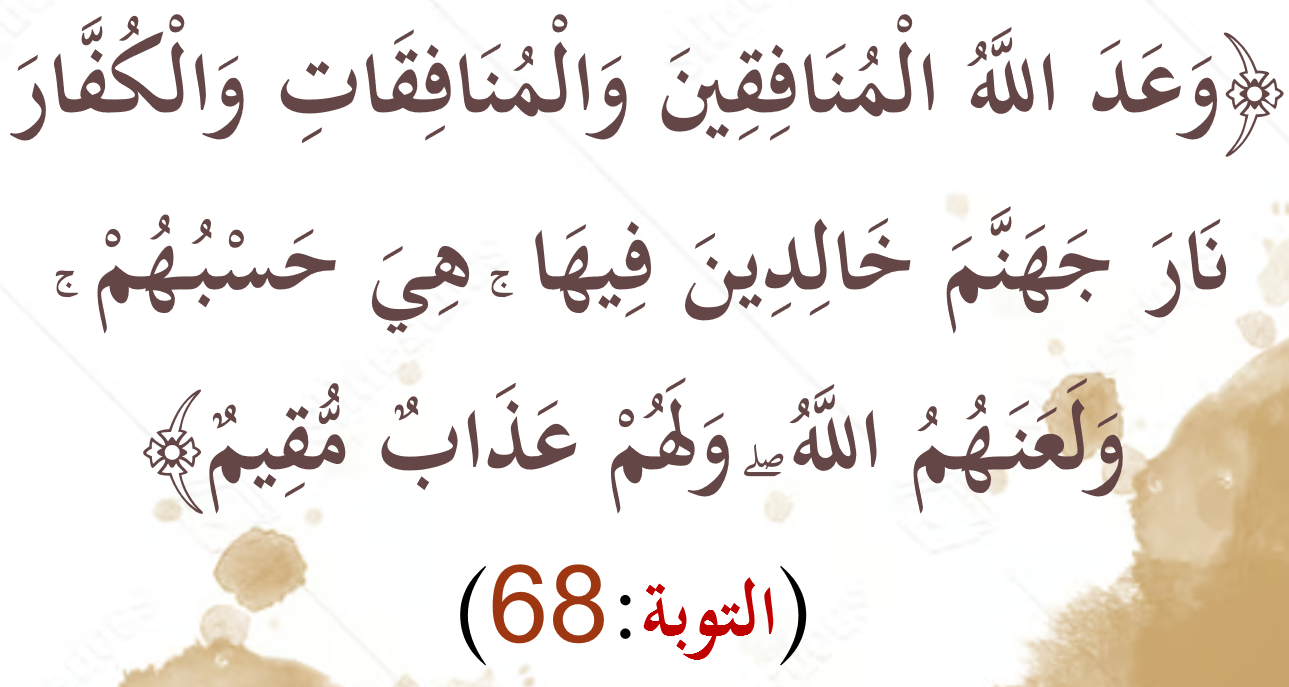 ﴿وَعَدَ اللَّهُ الْمُنَافِقِينَ وَالْمُنَافِقَاتِ وَالْكُفَّارَ
نَارَ جَهَنَّمَ خَالِدِينَ فِيهَا ۚ هِيَ حَسْبُهُمْ ۚ
وَلَعَنَهُمُ اللَّهُ ۖ وَلَهُمْ عَذَابٌ مُّقِيمٌ﴾
(التوبة:68)